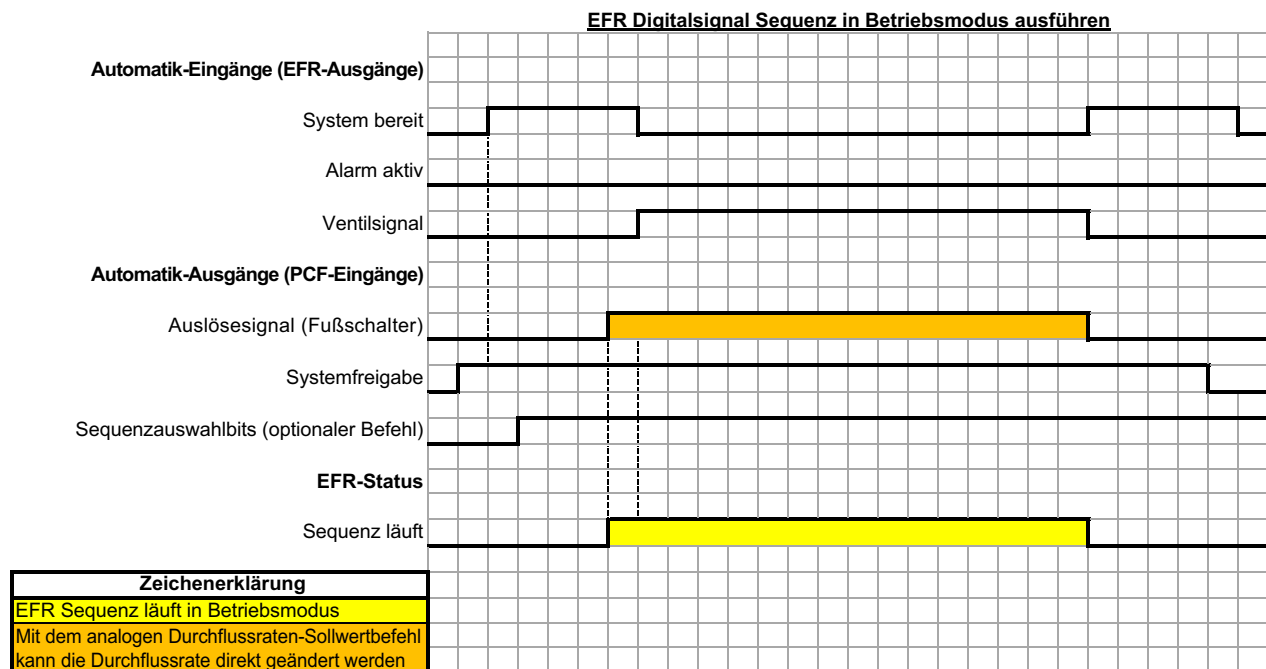 EFR Digitalsignal Sequenz in Betriebsmodus ausführen
Automatik-Eingänge (EFR-Ausgänge)
System bereit
Alarm aktiv
Ventilsignal
Automatik-Ausgänge (PCF-Eingänge)
Auslösesignal (Fußschalter)
Systemfreigabe
Sequenzauswahlbits (optionaler Befehl)
EFR-Status
Sequenz läuft
Zeichenerklärung
EFR Sequenz läuft in Betriebsmodus
Mit dem analogen Durchflussraten-Sollwertbefehl
kann die Durchflussrate direkt geändert werden